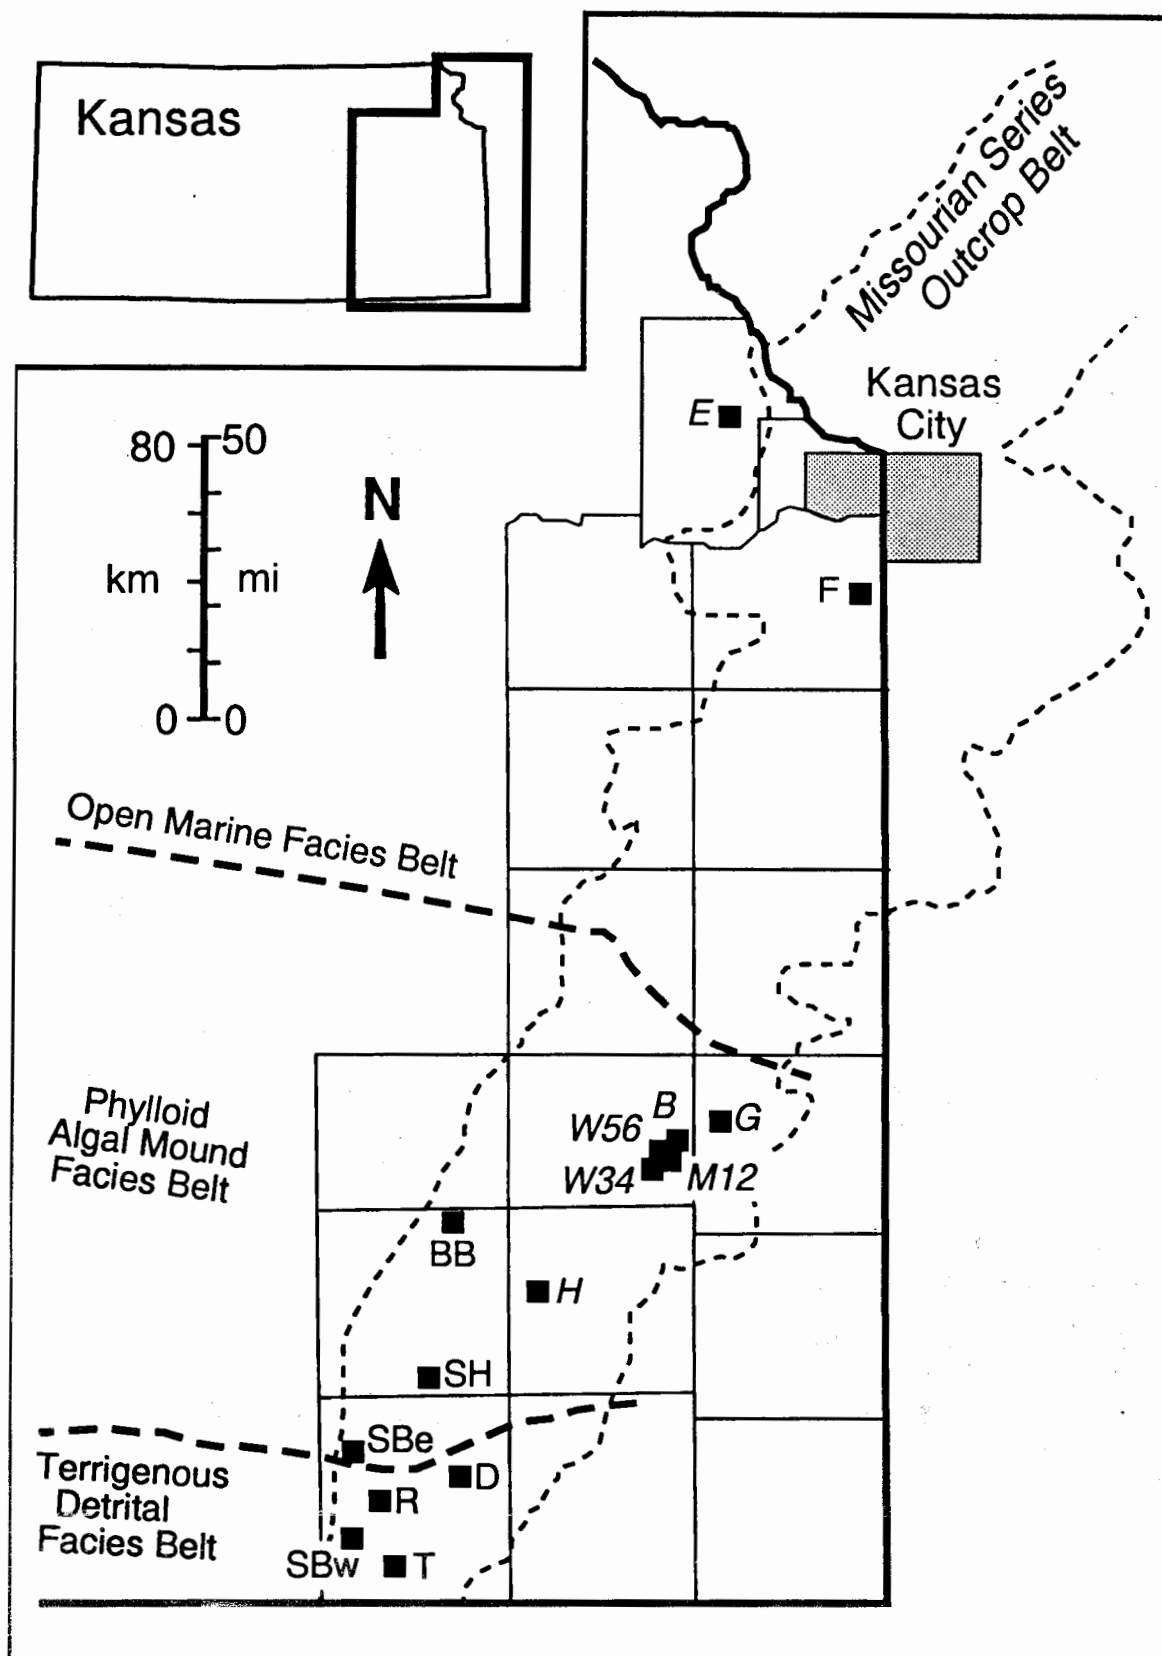 Kansas
Missourian Series
Outcrop Belt
Kansas
City
E
80
50
N
km
mi
F
0
0
Open Marine Facies Belt
Phylloid
Algal Mound
Facies Belt
B
G
W56
W34
M12
BB
H
SH
SBe
Terrigenous
Detrital
Facies Belt
D
R
SBw
T